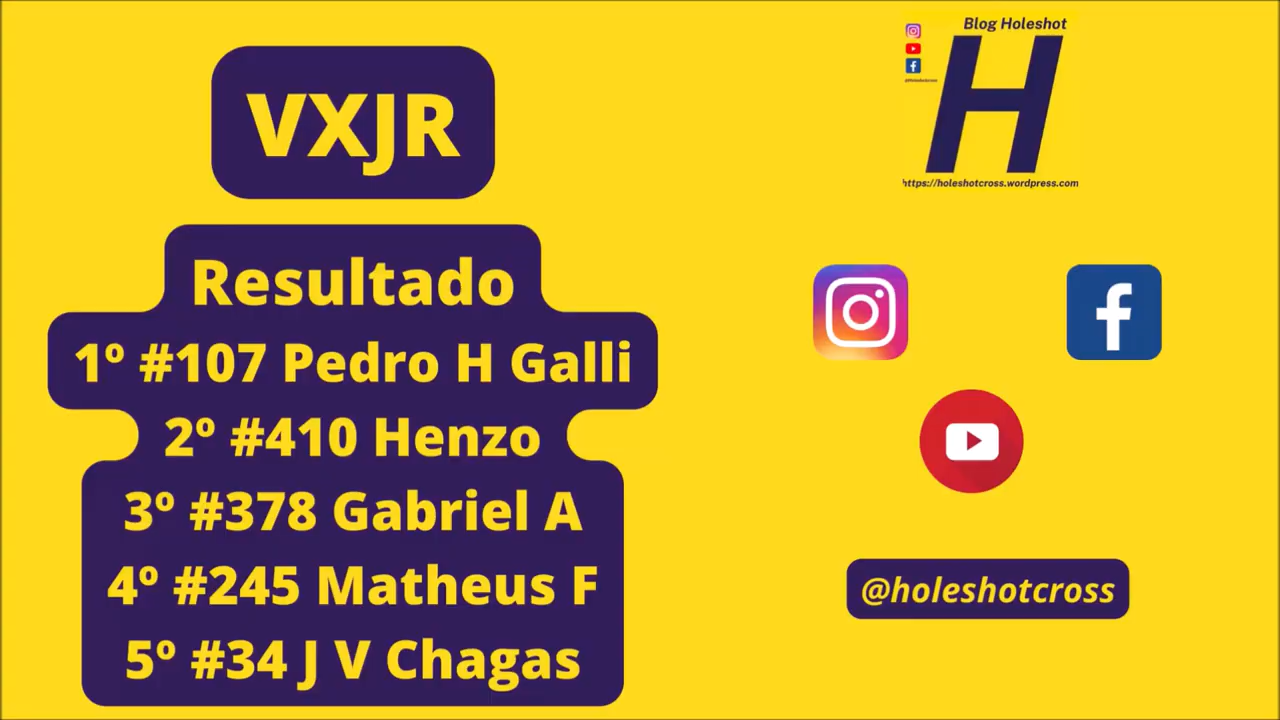 VXJR
Resultado
1º #107 Pedro H Galli
2º #410 Henzo
3º #378 Gabriel A
4º #245 Matheus F
5º #34 J V Chagas
Blog Holeshot
@holeshotcross
H
https://holeshotcross.wordpress.com
@holeshotcross